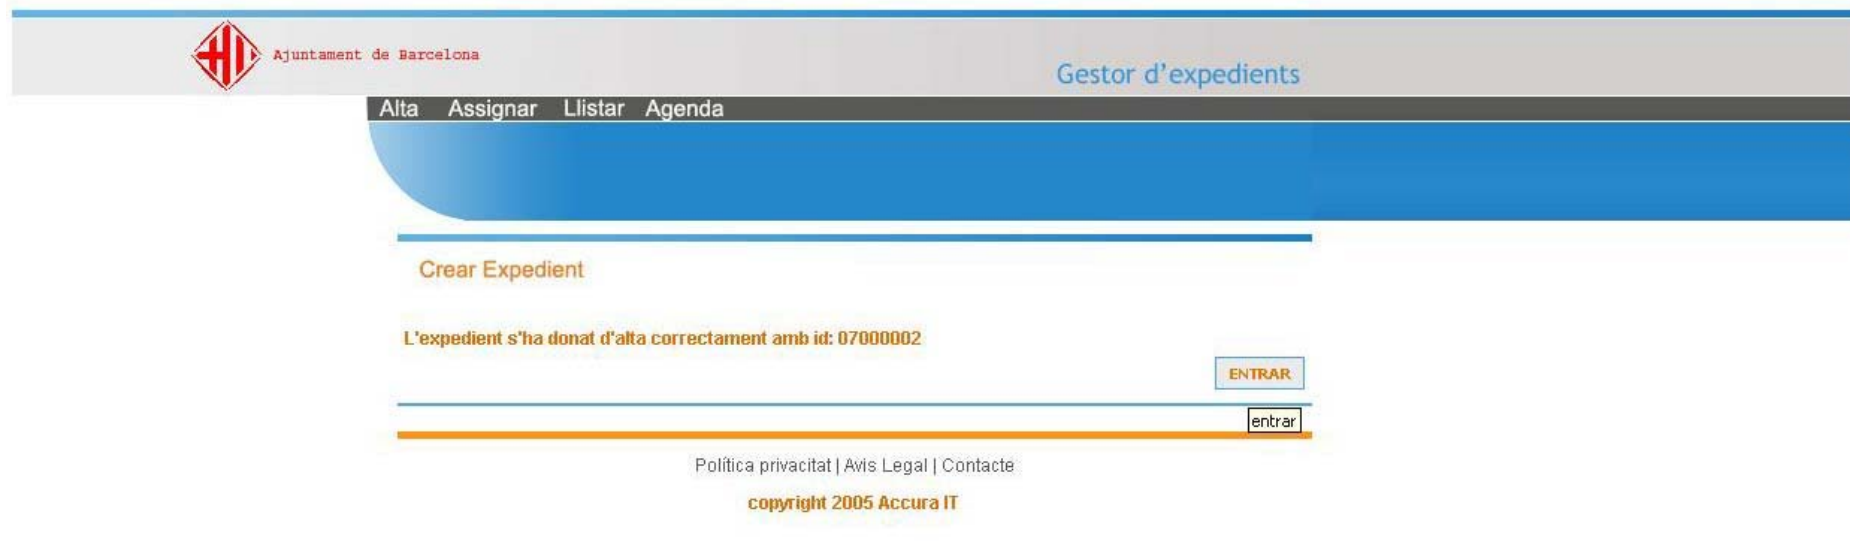 Ajuntament de Barcelona
Gestor d'expedients
Alta Assignar Llistar Agenda
Crear Expedient
L'expedient s'ha donat d'alta correctament amb id: 07000002
ENTRAR
entrar
Política privacitat | Avis Legal | Contacte
copyright 2005 Accura IT